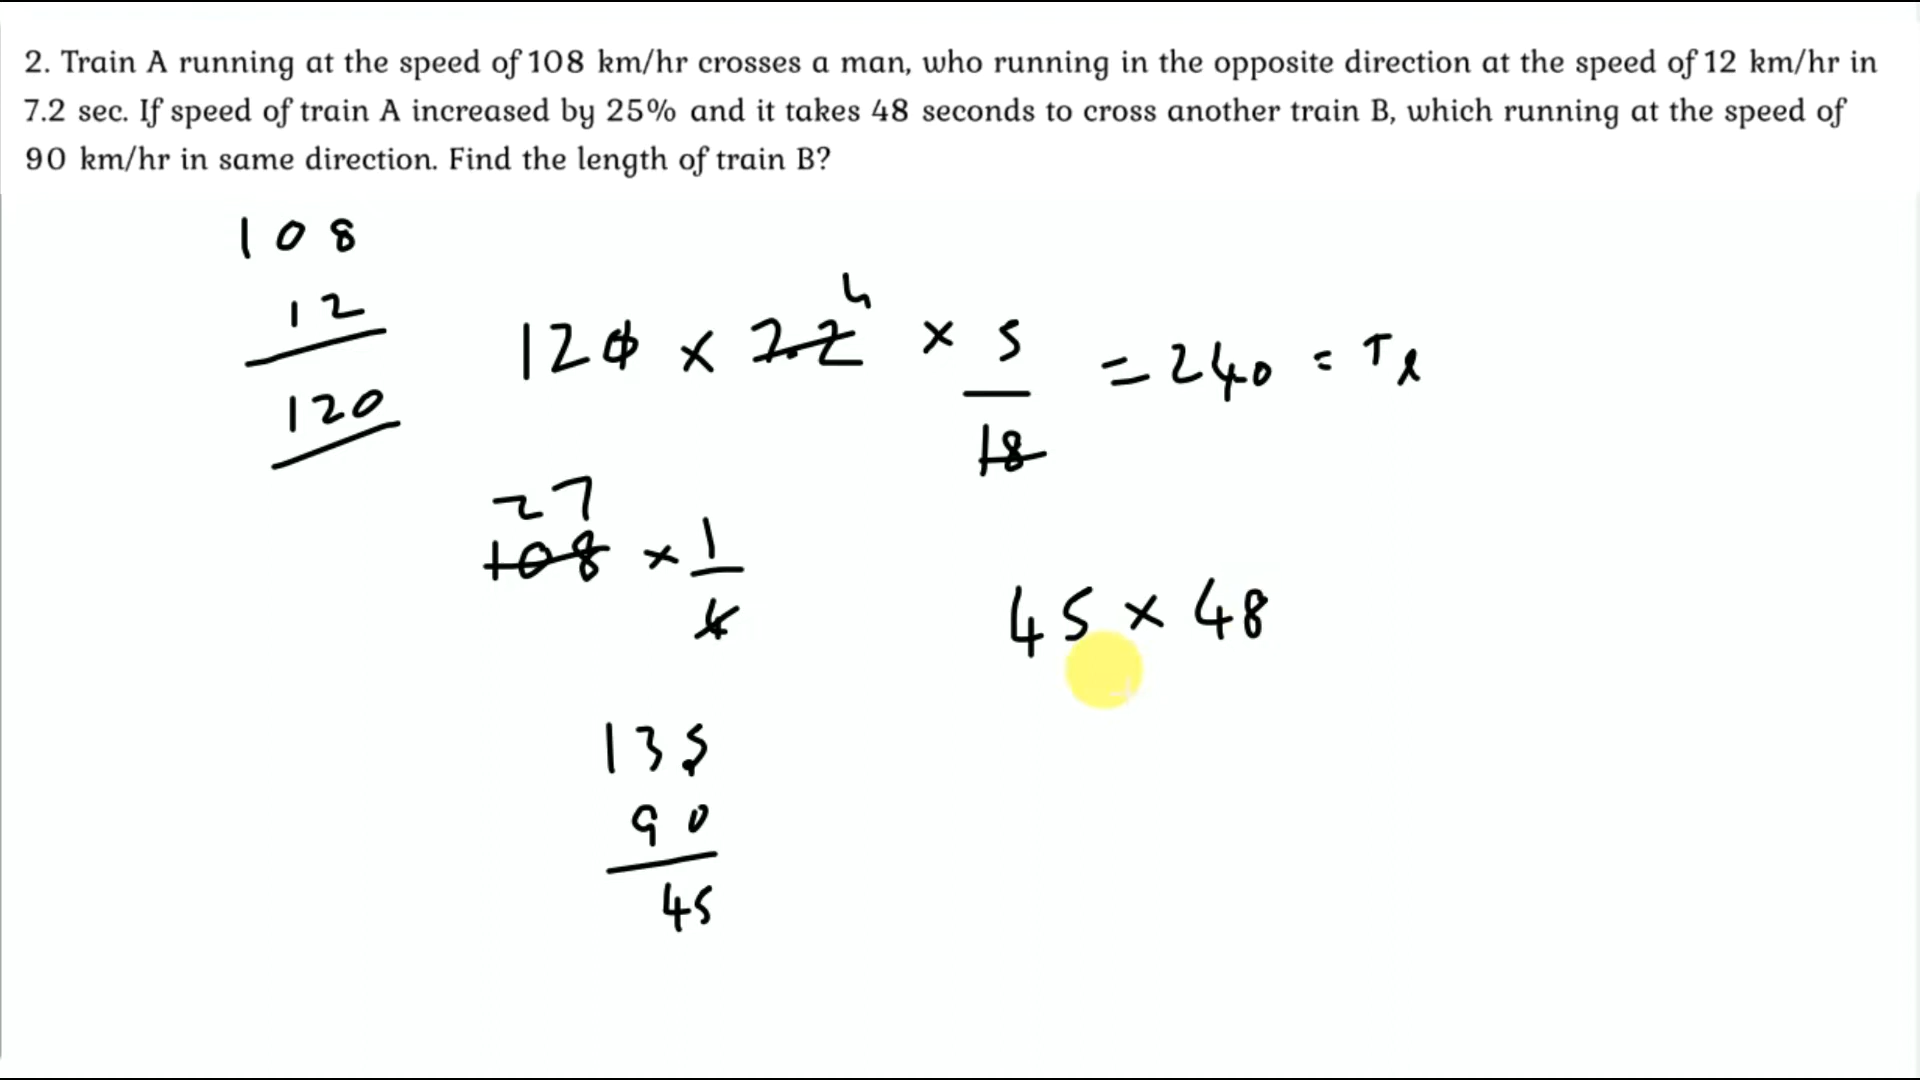 2. Train A running at the speed of 108 km/hr crosses a man, who running in the opposite direction at the speed of 12 km/hr in
7.2 sec. If speed of train A increased by 25% and it takes 48 seconds to cross another train B, which running at the speed of
90 km/hr in same direction. Find the length of train B?
108
12
120
4
120 × 7.2 × 5 = 240 = Tl
18
27
108 × 1
4
45 × 48
135
90
45